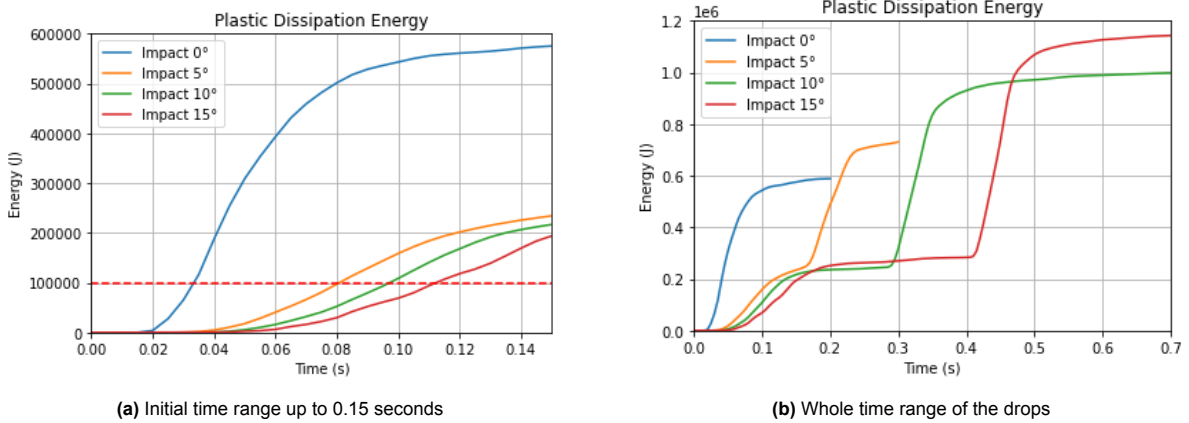 Plastic Dissipation Energy
600000
500000
400000
300000
200000
100000
0
Energy (J)
Impact 0°
Impact 5°
Impact 10°
Impact 15°
0.00 0.02 0.04 0.06 0.08 0.10 0.12 0.14
Time (s)
(a) Initial time range up to 0.15 seconds
Plastic Dissipation Energy
1e6
1.2
1.0
0.8
0.6
0.4
0.2
0.0
Energy (J)
Impact 0°
Impact 5°
Impact 10°
Impact 15°
0.0 0.1 0.2 0.3 0.4 0.5 0.6 0.7
Time (s)
(b) Whole time range of the drops